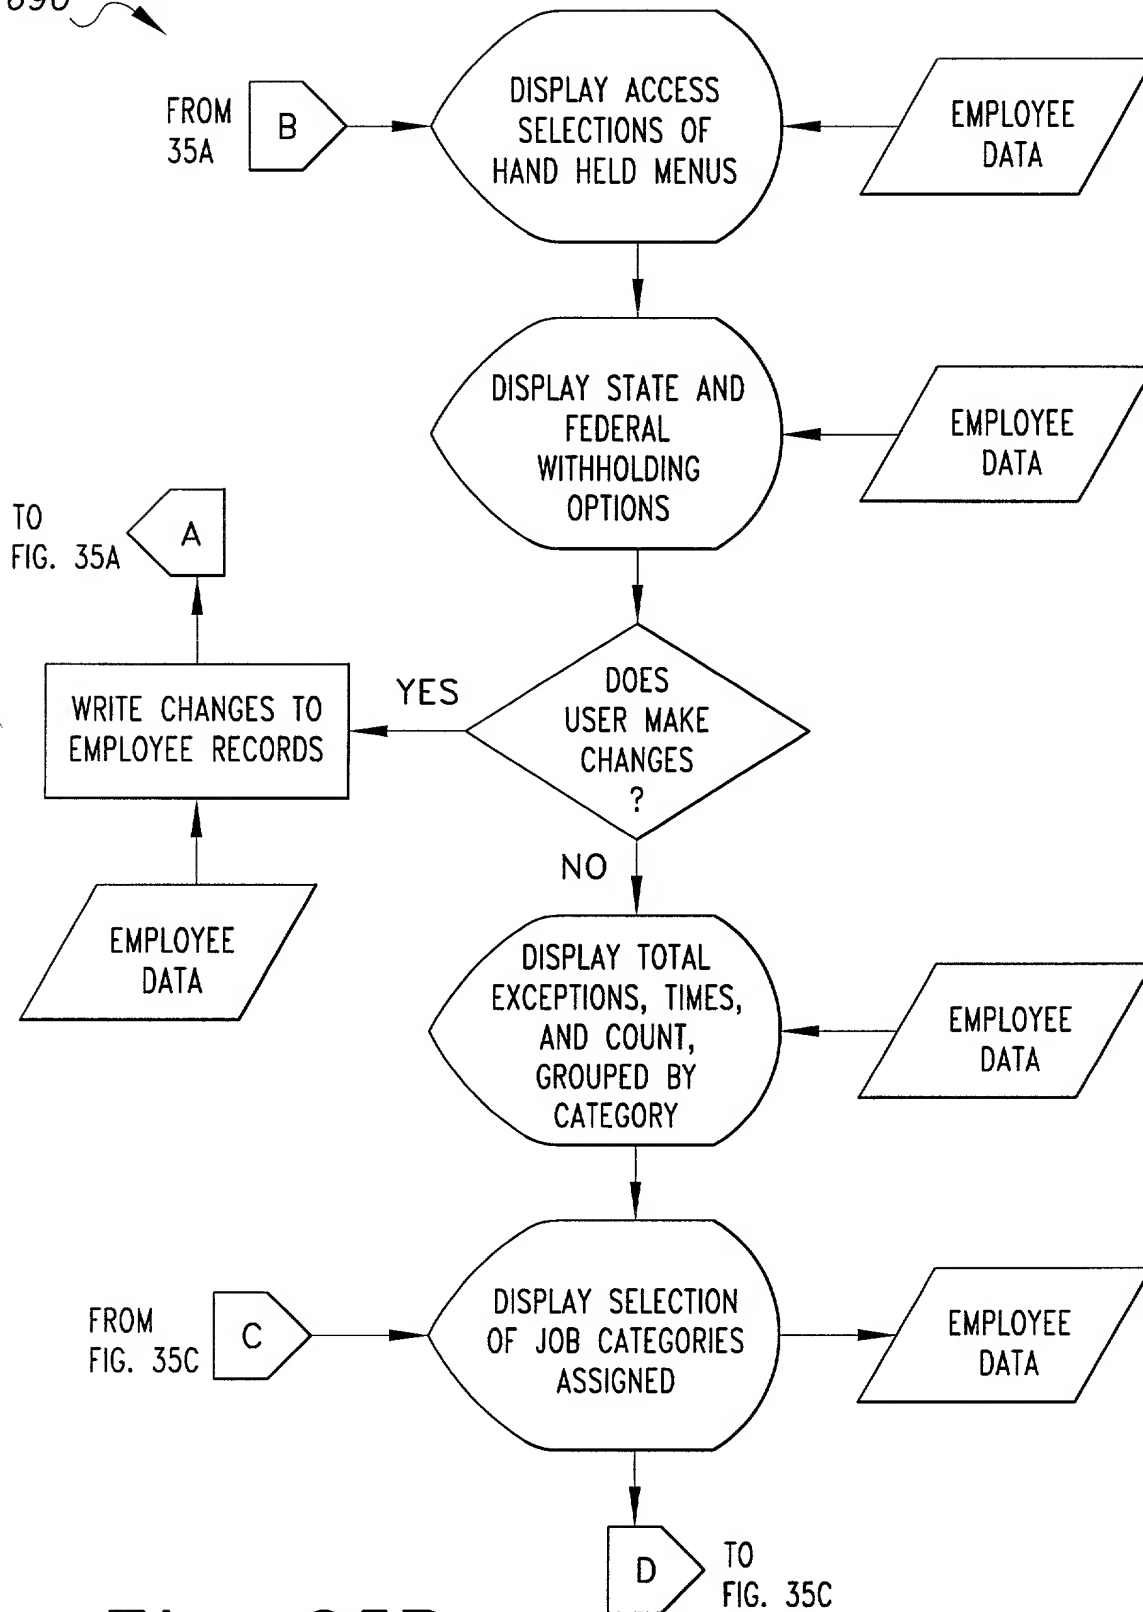 690
FROM
35A
B
DISPLAY ACCESS
SELECTIONS OF
HAND HELD MENUS
EMPLOYEE
DATA
DISPLAY STATE AND
FEDERAL
WITHHOLDING
OPTIONS
EMPLOYEE
DATA
TO
FIG. 35A
A
WRITE CHANGES TO
EMPLOYEE RECORDS
YES
DOES
USER MAKE
CHANGES
?
NO
EMPLOYEE
DATA
DISPLAY TOTAL
EXCEPTIONS, TIMES,
AND COUNT,
GROUPED BY
CATEGORY
EMPLOYEE
DATA
FROM
FIG. 35C
C
DISPLAY SELECTION
OF JOB CATEGORIES
ASSIGNED
EMPLOYEE
DATA
D
TO
FIG. 35C